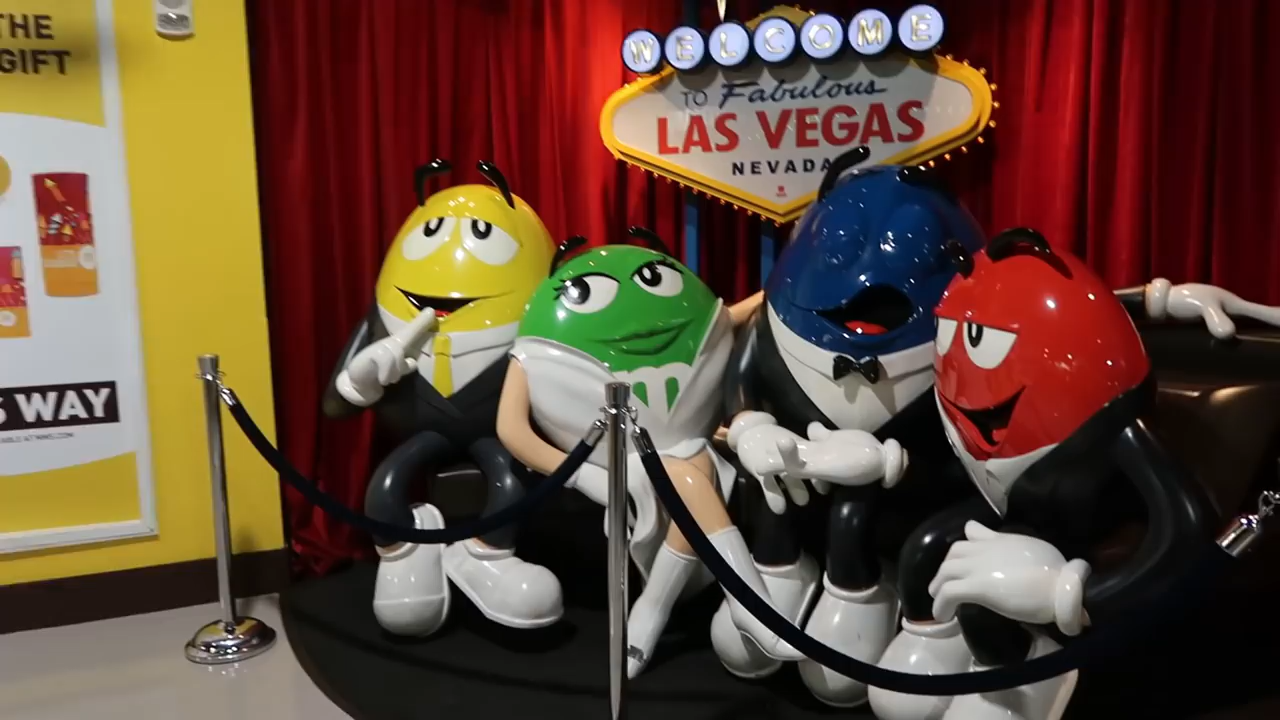 THE
GIFT
S WAY
WELCOME
TO Fabulous
LAS VEGAS
NEVADA
m